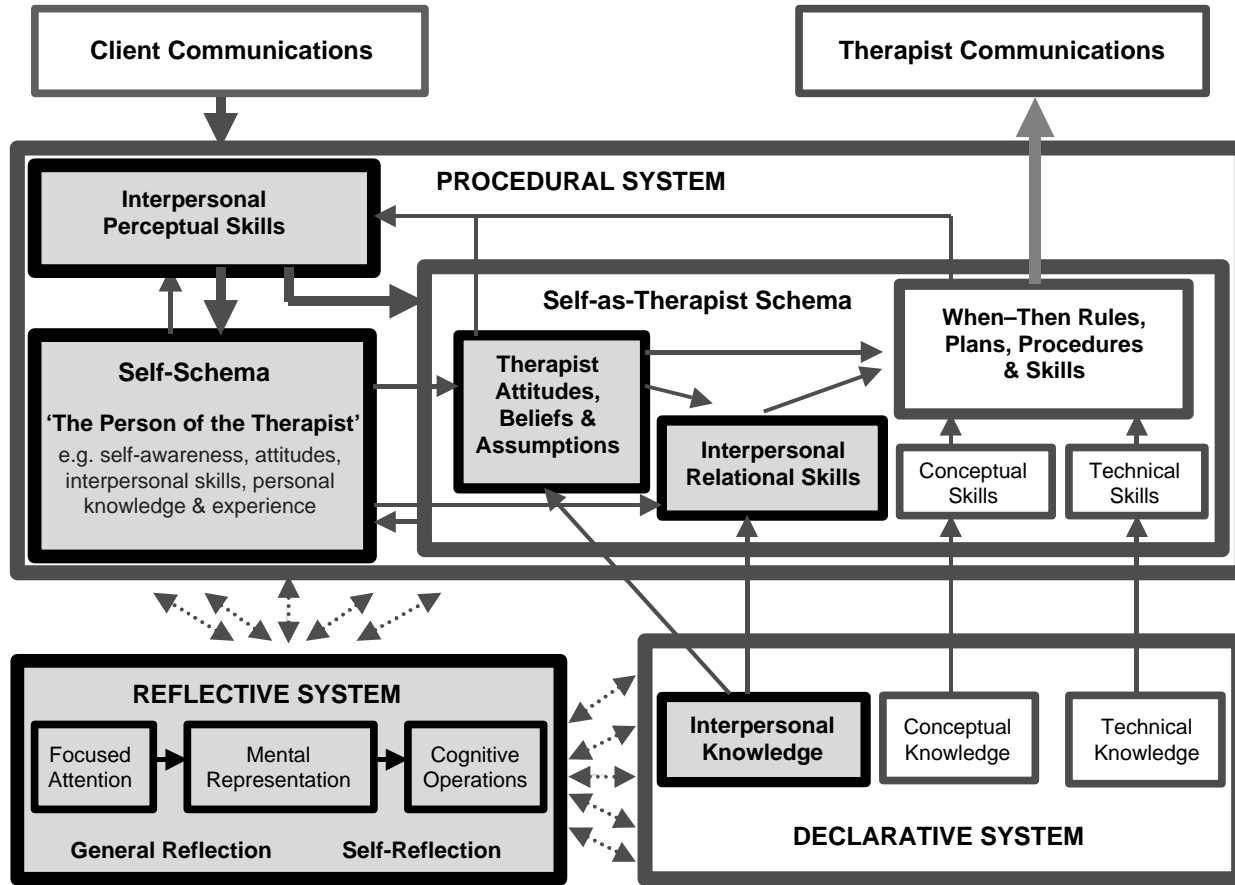 Client Communications
Therapist Communications
PROCEDURAL SYSTEM
Interpersonal
Perceptual Skills
Self-Schema
‘The Person of the Therapist’
e.g. self-awareness, attitudes,
interpersonal skills, personal
knowledge & experience
Self-as-Therapist Schema
Therapist
Attitudes,
Beliefs &
Assumptions
Interpersonal
Relational Skills
When–Then Rules,
Plans, Procedures
& Skills
Conceptual
Skills
Technical
Skills
REFLECTIVE SYSTEM
Focused
Attention
Mental
Representation
Cognitive
Operations
General Reflection
Self-Reflection
Interpersonal
Knowledge
Conceptual
Knowledge
Technical
Knowledge
DECLARATIVE SYSTEM